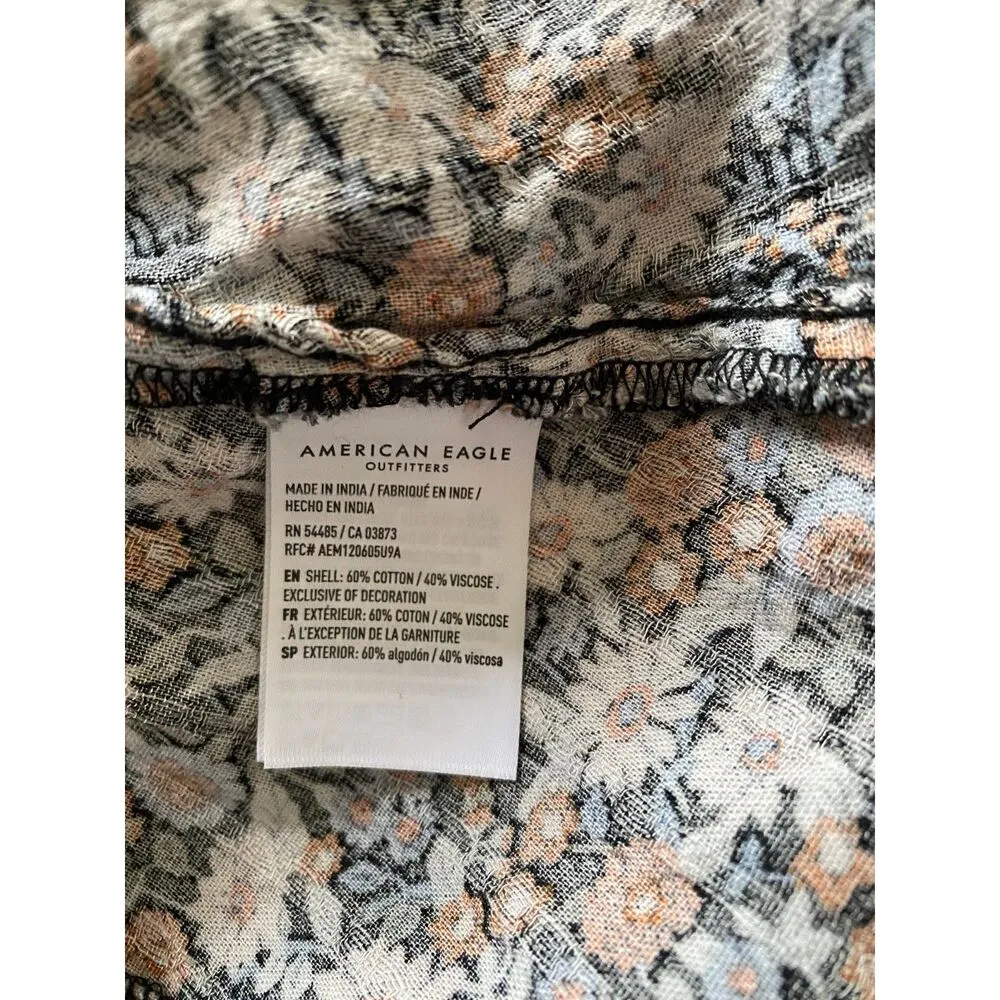 AMERICAN EAGLE
OUTFITTERS
MADE IN INDIA / FABRIQUÉ EN INDE /
HECHO EN INDIA
RN 54485 / CA 03873
RFC# AEM120605U9A
EN SHELL: 60% COTTON / 40% VISCOSE .
EXCLUSIVE OF DECORATION
FR EXTÉRIEUR: 60% COTON / 40% VISCOSE
. À L'EXCEPTION DE LA GARNITURE
SP EXTERIOR: 60% algodón / 40% viscosa